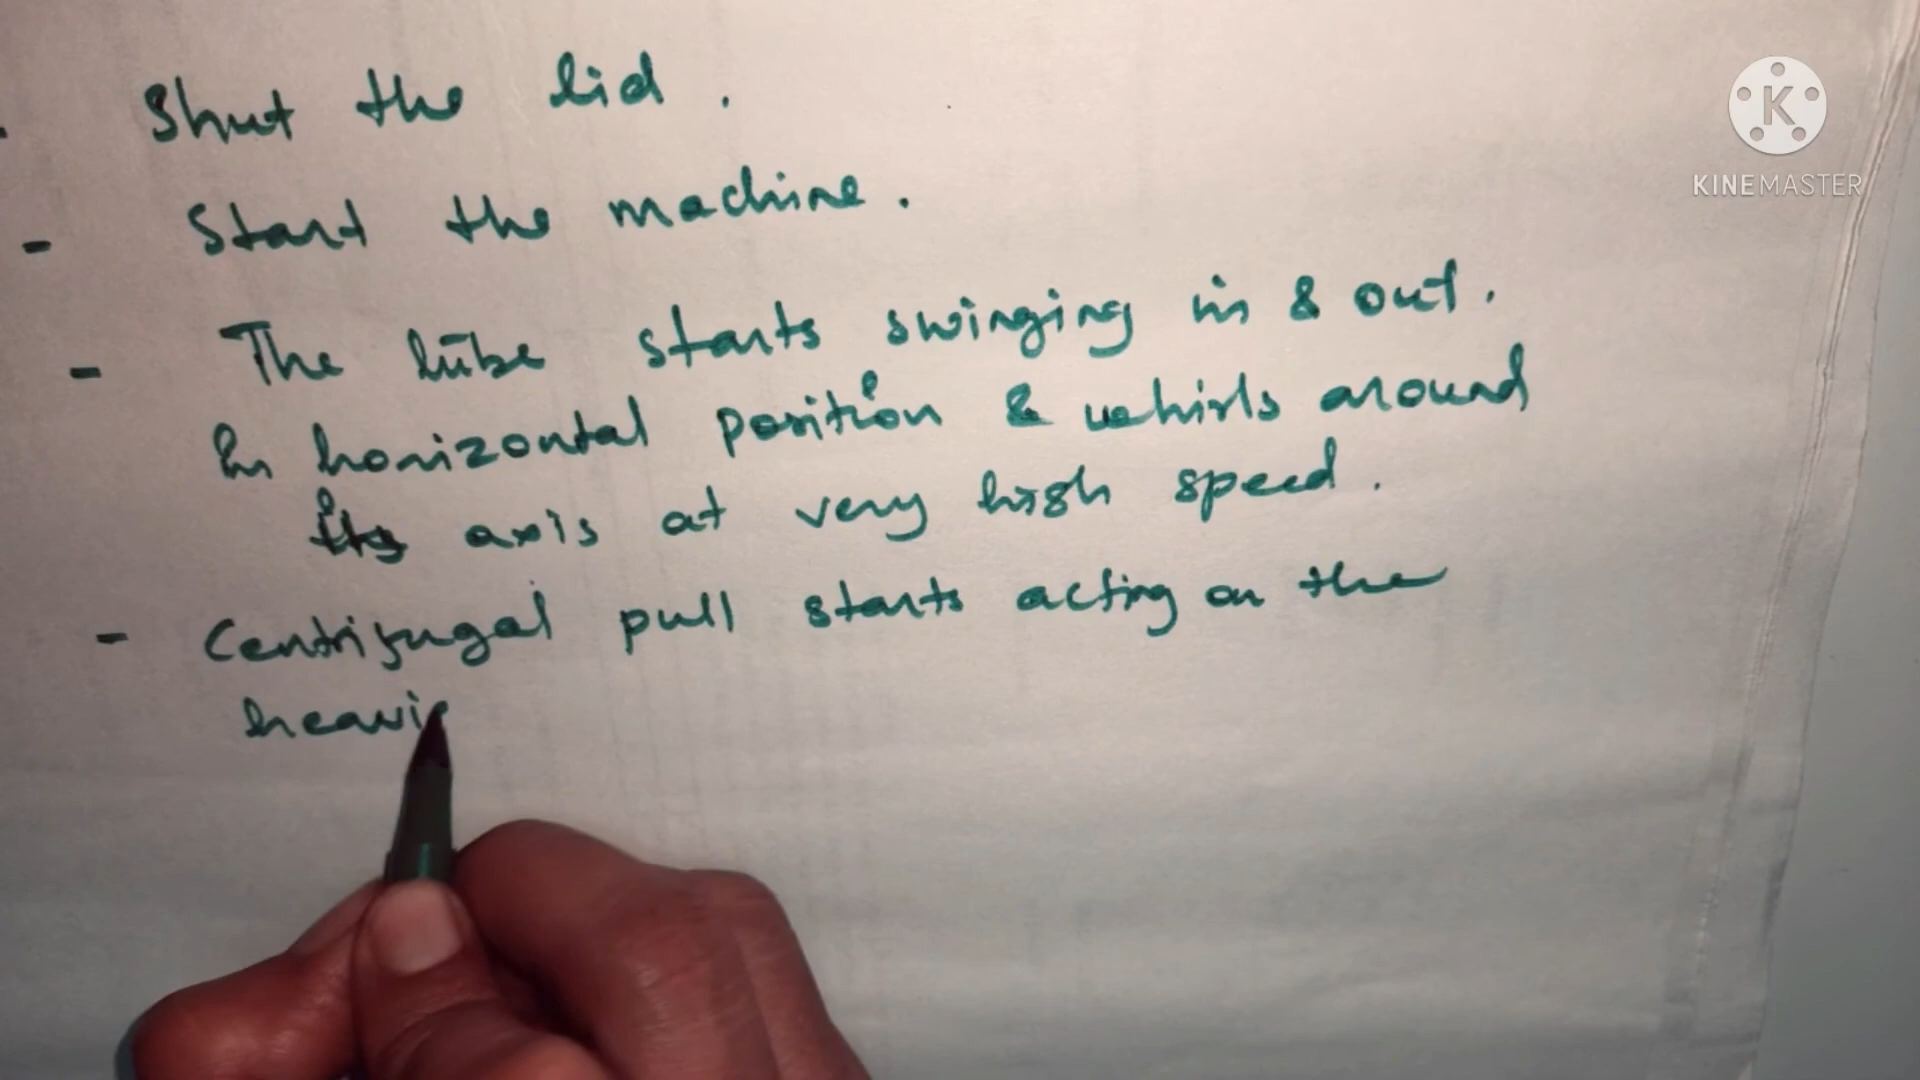 Shut the lid.
- Start the machine.
- The tube starts swinging in & out.
In horizontal position & whirls around
its axis at very high speed.
- Centrifugal pull starts acting on the
heavie
K
KINEMASTER